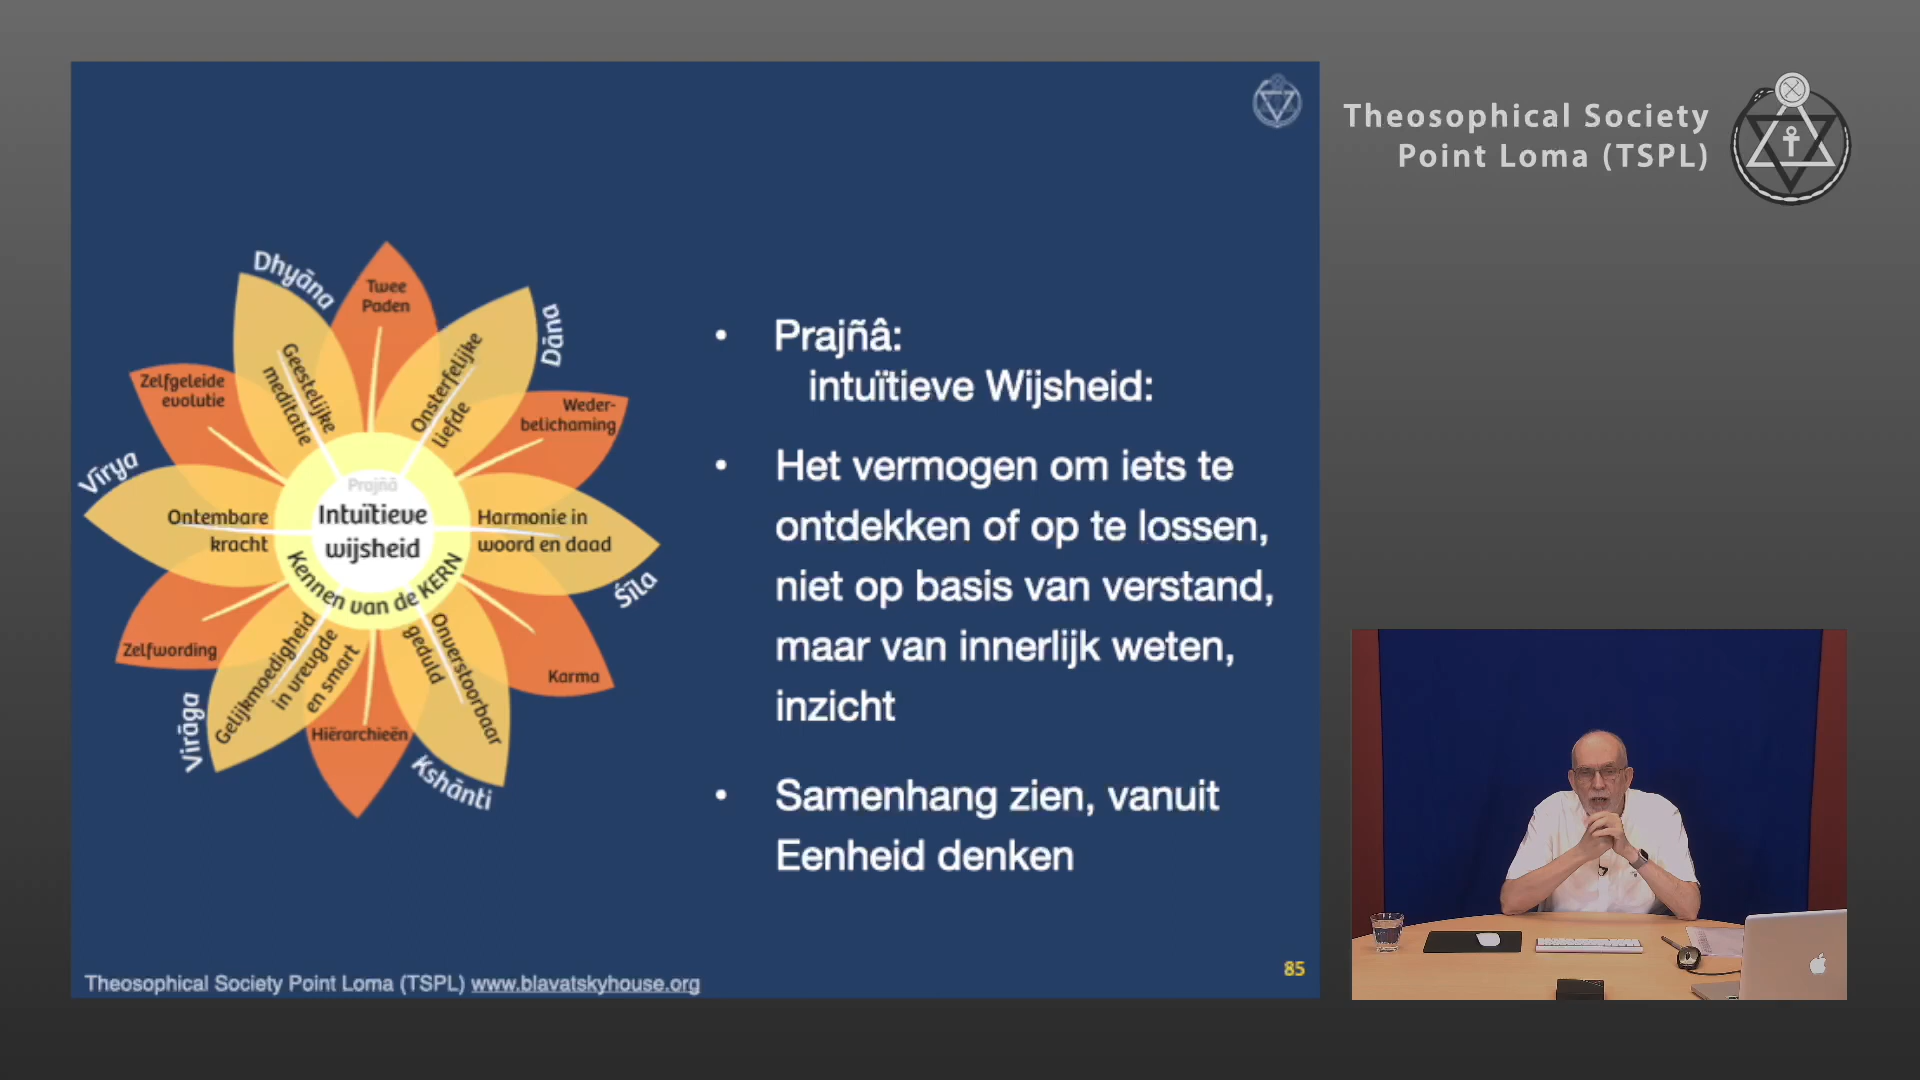 Theosophical Society
Point Loma (TSPL)
Dhyāna
Twee
Paden
Dāna
Geestelijke
meditatie
Onsterfelijke
liefde
Zelfgeleide
evolutie
Weder-
belichaming
Vīrya
Ontembare
kracht
Prajñā
Intuïtieve
wijsheid
Kennen van de KERN
Harmonie in
woord en daad
Śīla
Zelfwording
Gelijkmoedigheid
in vreugde
en smart
Onverstoorbaar
geduld
Karma
Virāga
Hiërarchieën
Kshānti
• Prajñâ:
intuïtieve Wijsheid:
• Het vermogen om iets te
ontdekken of op te lossen,
niet op basis van verstand,
maar van innerlijk weten,
inzicht
• Samenhang zien, vanuit
Eenheid denken
85
Theosophical Society Point Loma (TSPL) www.blavatskyhouse.org